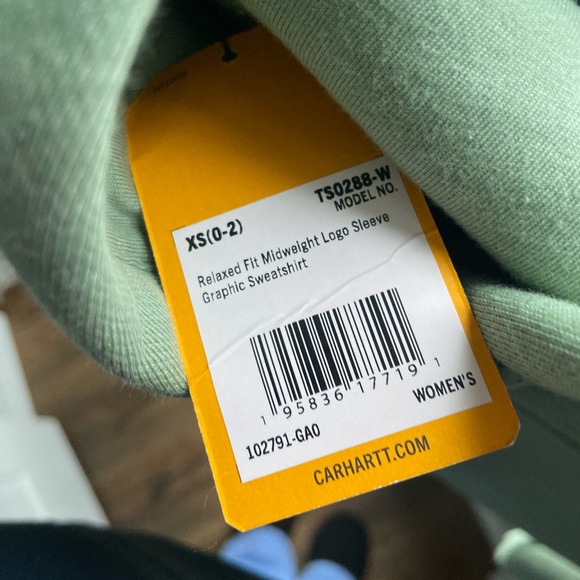 TS0288-W
MODEL NO.
XS(0-2)
Relaxed Fit Midweight Logo Sleeve
Graphic Sweatshirt
1 95836 17719 1
102791-GA0
WOMEN'S
CARHARTT.COM